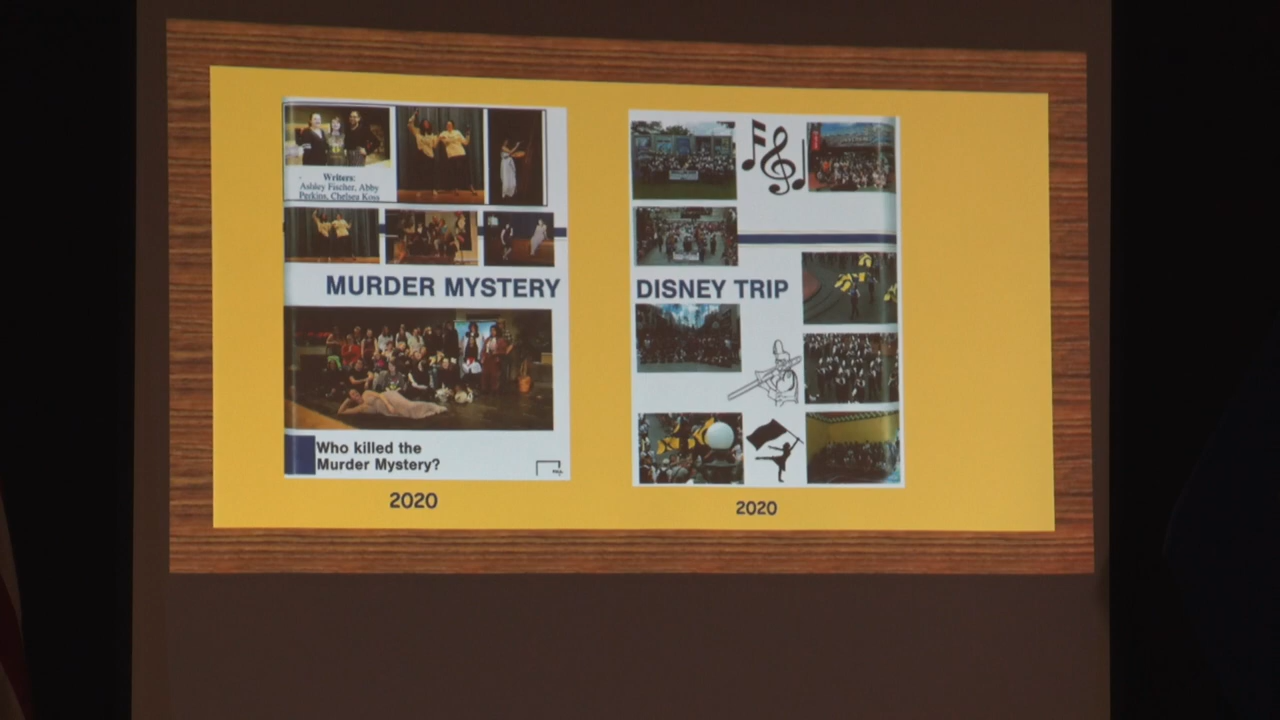 Writers:
Ashley Fischer, Abby
Perkins, Chelsea Koss
MURDER MYSTERY
Who killed the
Murder Mystery?
2020
DISNEY TRIP
2020